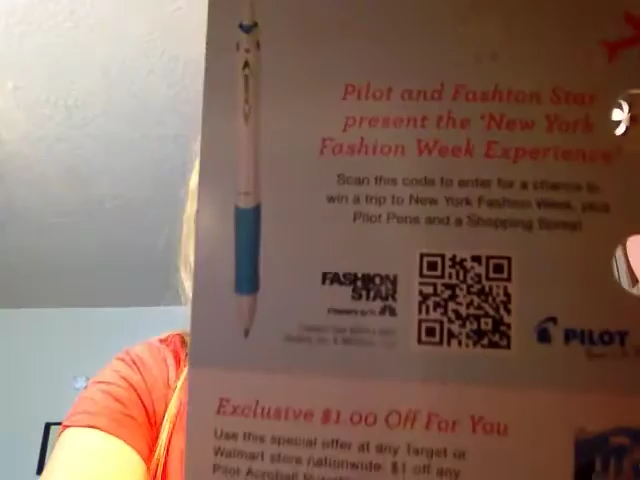 Pilot and Fashion Star
present the 'New York
Fashion Week Experience'
Scan this code to enter for a chance to
win a trip to New York Fashion Week, plus
Pilot Pens and a Shopping Spree!
FASHION
STAR
PILOT
Exclusive $1.00 Off For You
Use this special offer at any Target or
Walmart store nationwide. $1 off any
Pilot Acroball